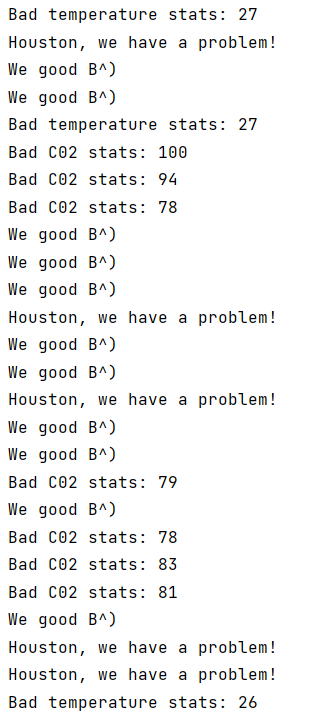 Bad temperature stats: 27
Houston, we have a problem!
We good B^)
We good B^)
Bad temperature stats: 27
Bad C02 stats: 100
Bad C02 stats: 94
Bad C02 stats: 78
We good B^)
We good B^)
We good B^)
Houston, we have a problem!
We good B^)
We good B^)
Houston, we have a problem!
We good B^)
We good B^)
Bad C02 stats: 79
We good B^)
Bad C02 stats: 78
Bad C02 stats: 83
Bad C02 stats: 81
We good B^)
Houston, we have a problem!
Houston, we have a problem!
Bad temperature stats: 26